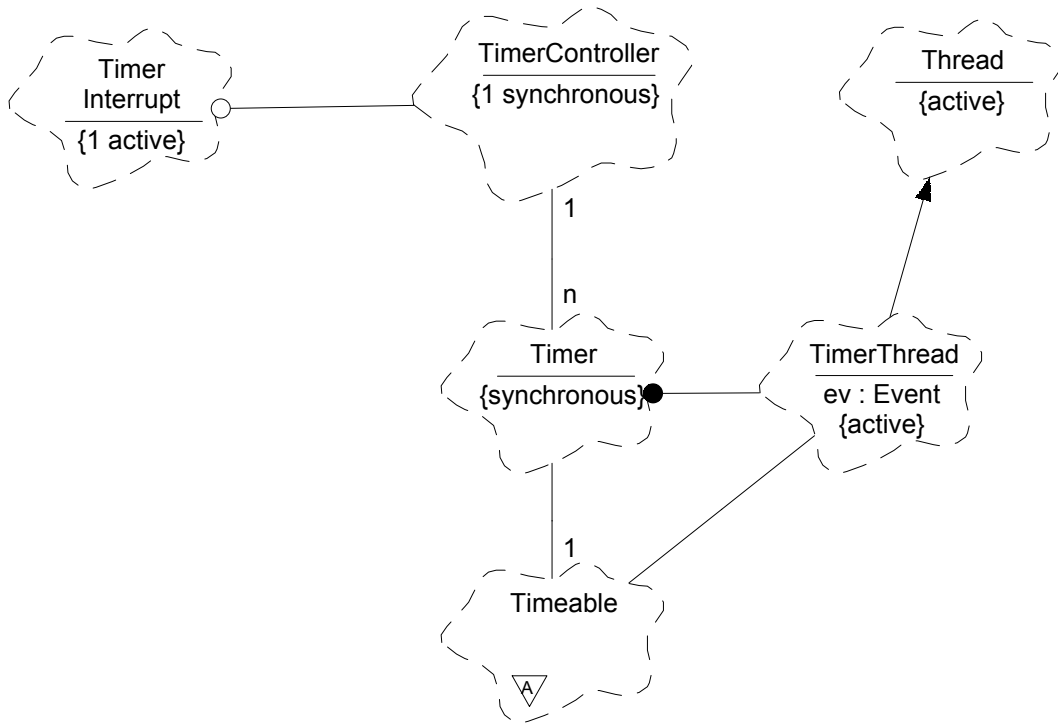 Timer
Interrupt
{1 active}
TimerController
{1 synchronous}
Thread
{active}
1
n
Timer
{synchronous}
TimerThread
ev : Event
{active}
1
Timeable
A